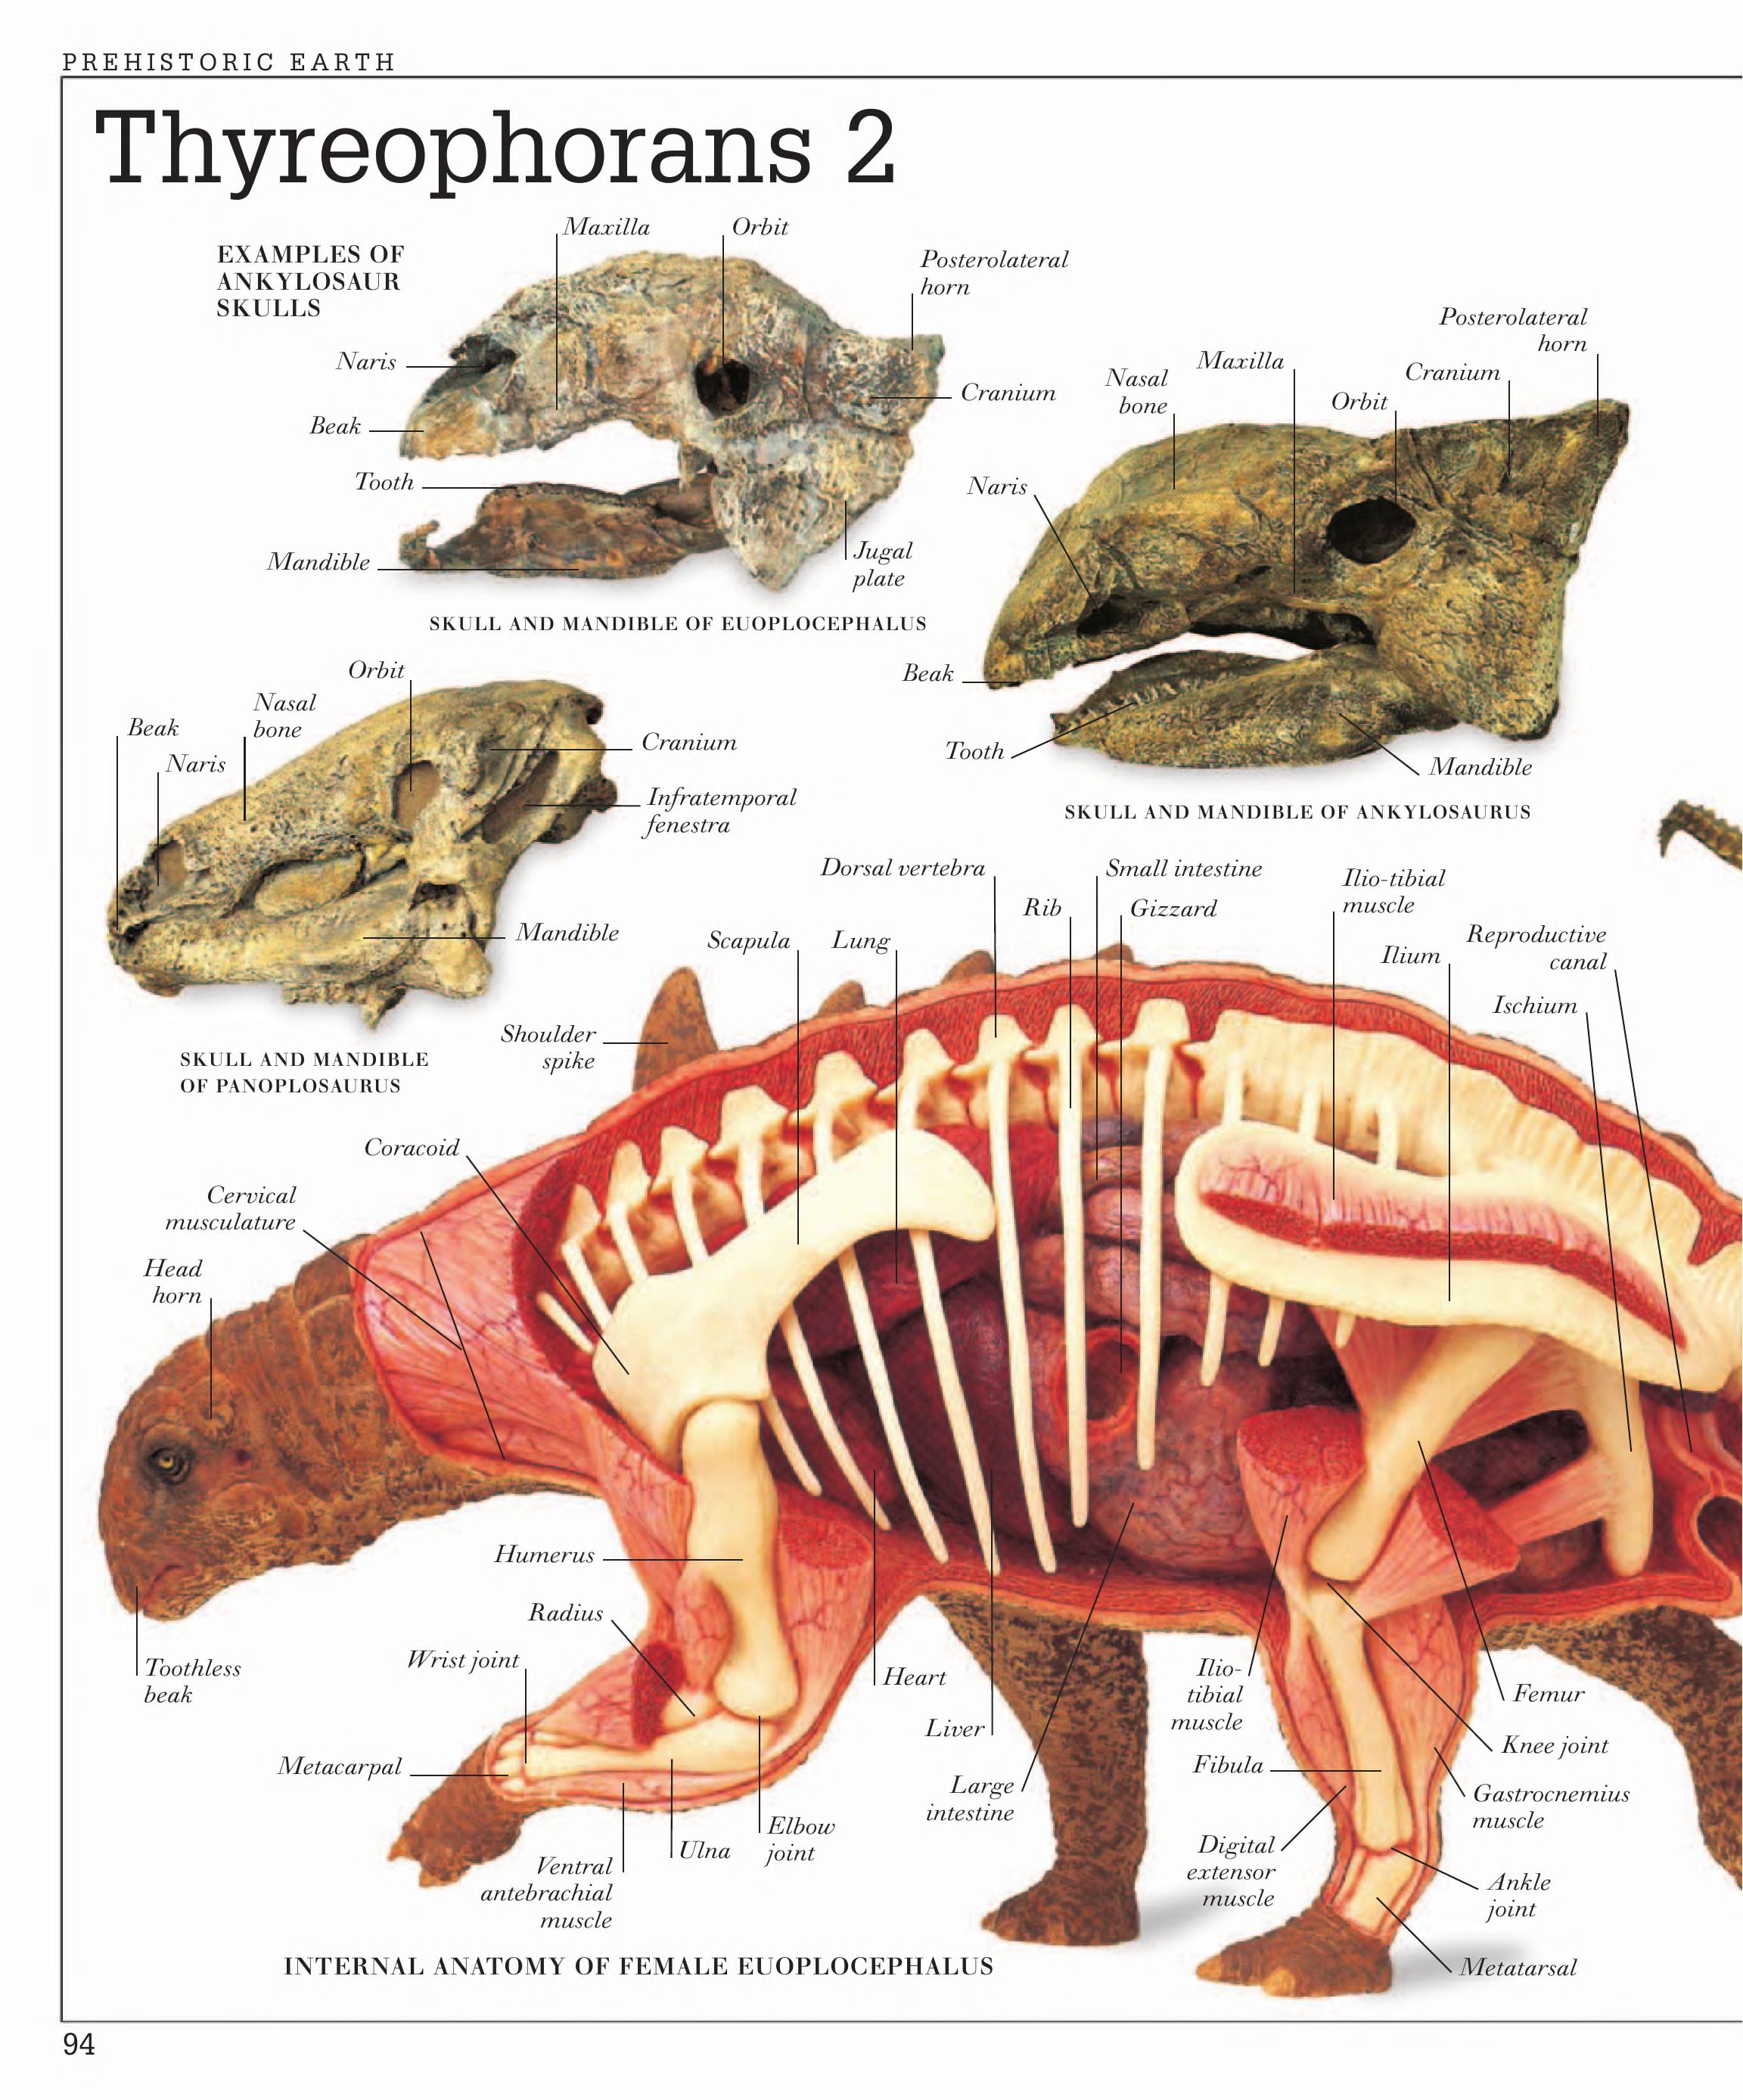 PREHISTORIC EARTH
Thyreophorans 2
EXAMPLES OF
ANKYLOSAUR
SKULLS
Maxilla
Orbit
Posterolateral
horn
Naris
Cranium
Beak
Tooth
Mandible
Jugal
plate
SKULL AND MANDIBLE OF EUOPLOCEPHALUS
Posterolateral
horn
Maxilla
Cranium
Nasal
bone
Orbit
Naris
Beak
Tooth
Mandible
SKULL AND MANDIBLE OF ANKYLOSAURUS
Orbit
Nasal
bone
Beak
Naris
Cranium
Infratemporal
fenestra
Mandible
SKULL AND MANDIBLE
OF PANOPLOSAURUS
Dorsal vertebra
Small intestine
Ilio-tibial
muscle
Rib
Gizzard
Scapula
Lung
Reproductive
canal
Ilium
Ischium
Shoulder
spike
Coracoid
Cervical
musculature
Head
horn
Humerus
Radius
Wrist joint
Toothless
beak
Heart
Ilio-
tibial
muscle
Femur
Liver
Knee joint
Metacarpal
Fibula
Large
intestine
Gastrocnemius
muscle
Elbow
joint
Ulna
Digital
extensor
muscle
Ventral
antebrachial
muscle
Ankle
joint
Metatarsal
INTERNAL ANATOMY OF FEMALE EUOPLOCEPHALUS
94